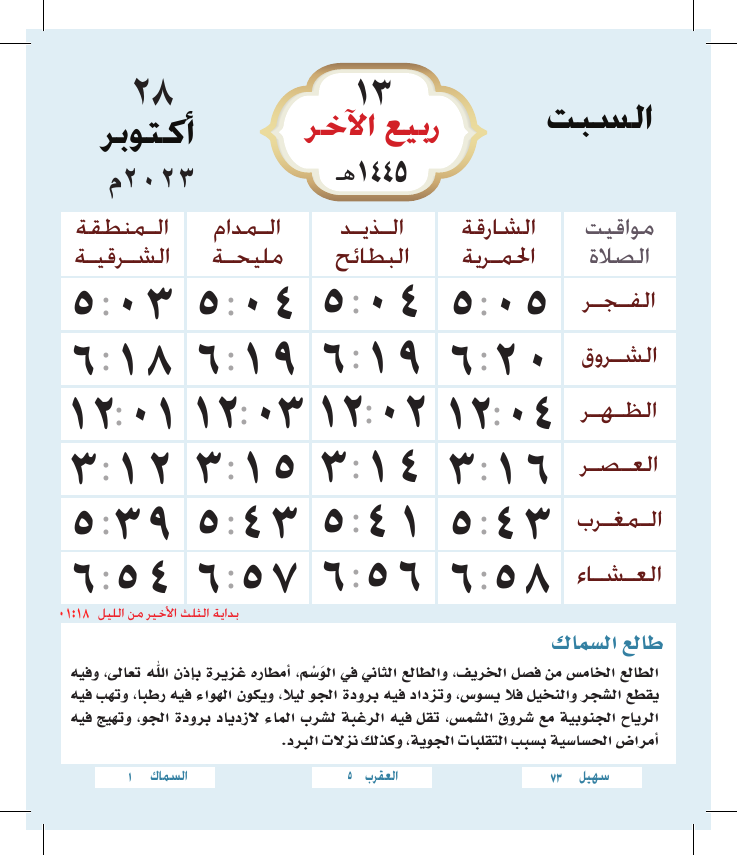 السبت
١٣
ربيع الآخر
١٤٤٥هـ
٢٨
أكتوبر
٢٠٢٣م
مواقيت الصلاة | الشارقة الحمرية | الذيد البطائح | المدام مليحة | المنطقة الشرقية
الفجر ٥:٠٥ ٥:٠٤ ٥:٠٤ ٥:٠٣
الشروق ٦:٢٠ ٦:١٩ ٦:١٩ ٦:١٨
الظهر ١٢:٠٤ ١٢:٠٢ ١٢:٠٣ ١٢:٠١
العصر ٣:١٦ ٣:١٤ ٣:١٥ ٣:١٢
المغرب ٥:٤٣ ٥:٤١ ٥:٤٣ ٥:٣٩
العشاء ٦:٥٨ ٦:٥٦ ٦:٥٧ ٦:٥٤
بداية الثلث الأخير من الليل ٠١:١٨
طالع السماك
الطالع الخامس من فصل الخريف، والطالع الثاني في الوَسْم، أمطاره غزيرة بإذن الله تعالى، وفيه
يقطع الشجر والنخيل فلا يسوس، وتزداد فيه برودة الجو ليلا، ويكون الهواء فيه رطبا، وتهب فيه
الرياح الجنوبية مع شروق الشمس، تقل فيه الرغبة لشرب الماء لازدياد برودة الجو، وتهيج فيه
أمراض الحساسية بسبب التقلبات الجوية، وكذلك نزلات البرد.
سهيل ٧٣
العقرب ٥
السماك ١